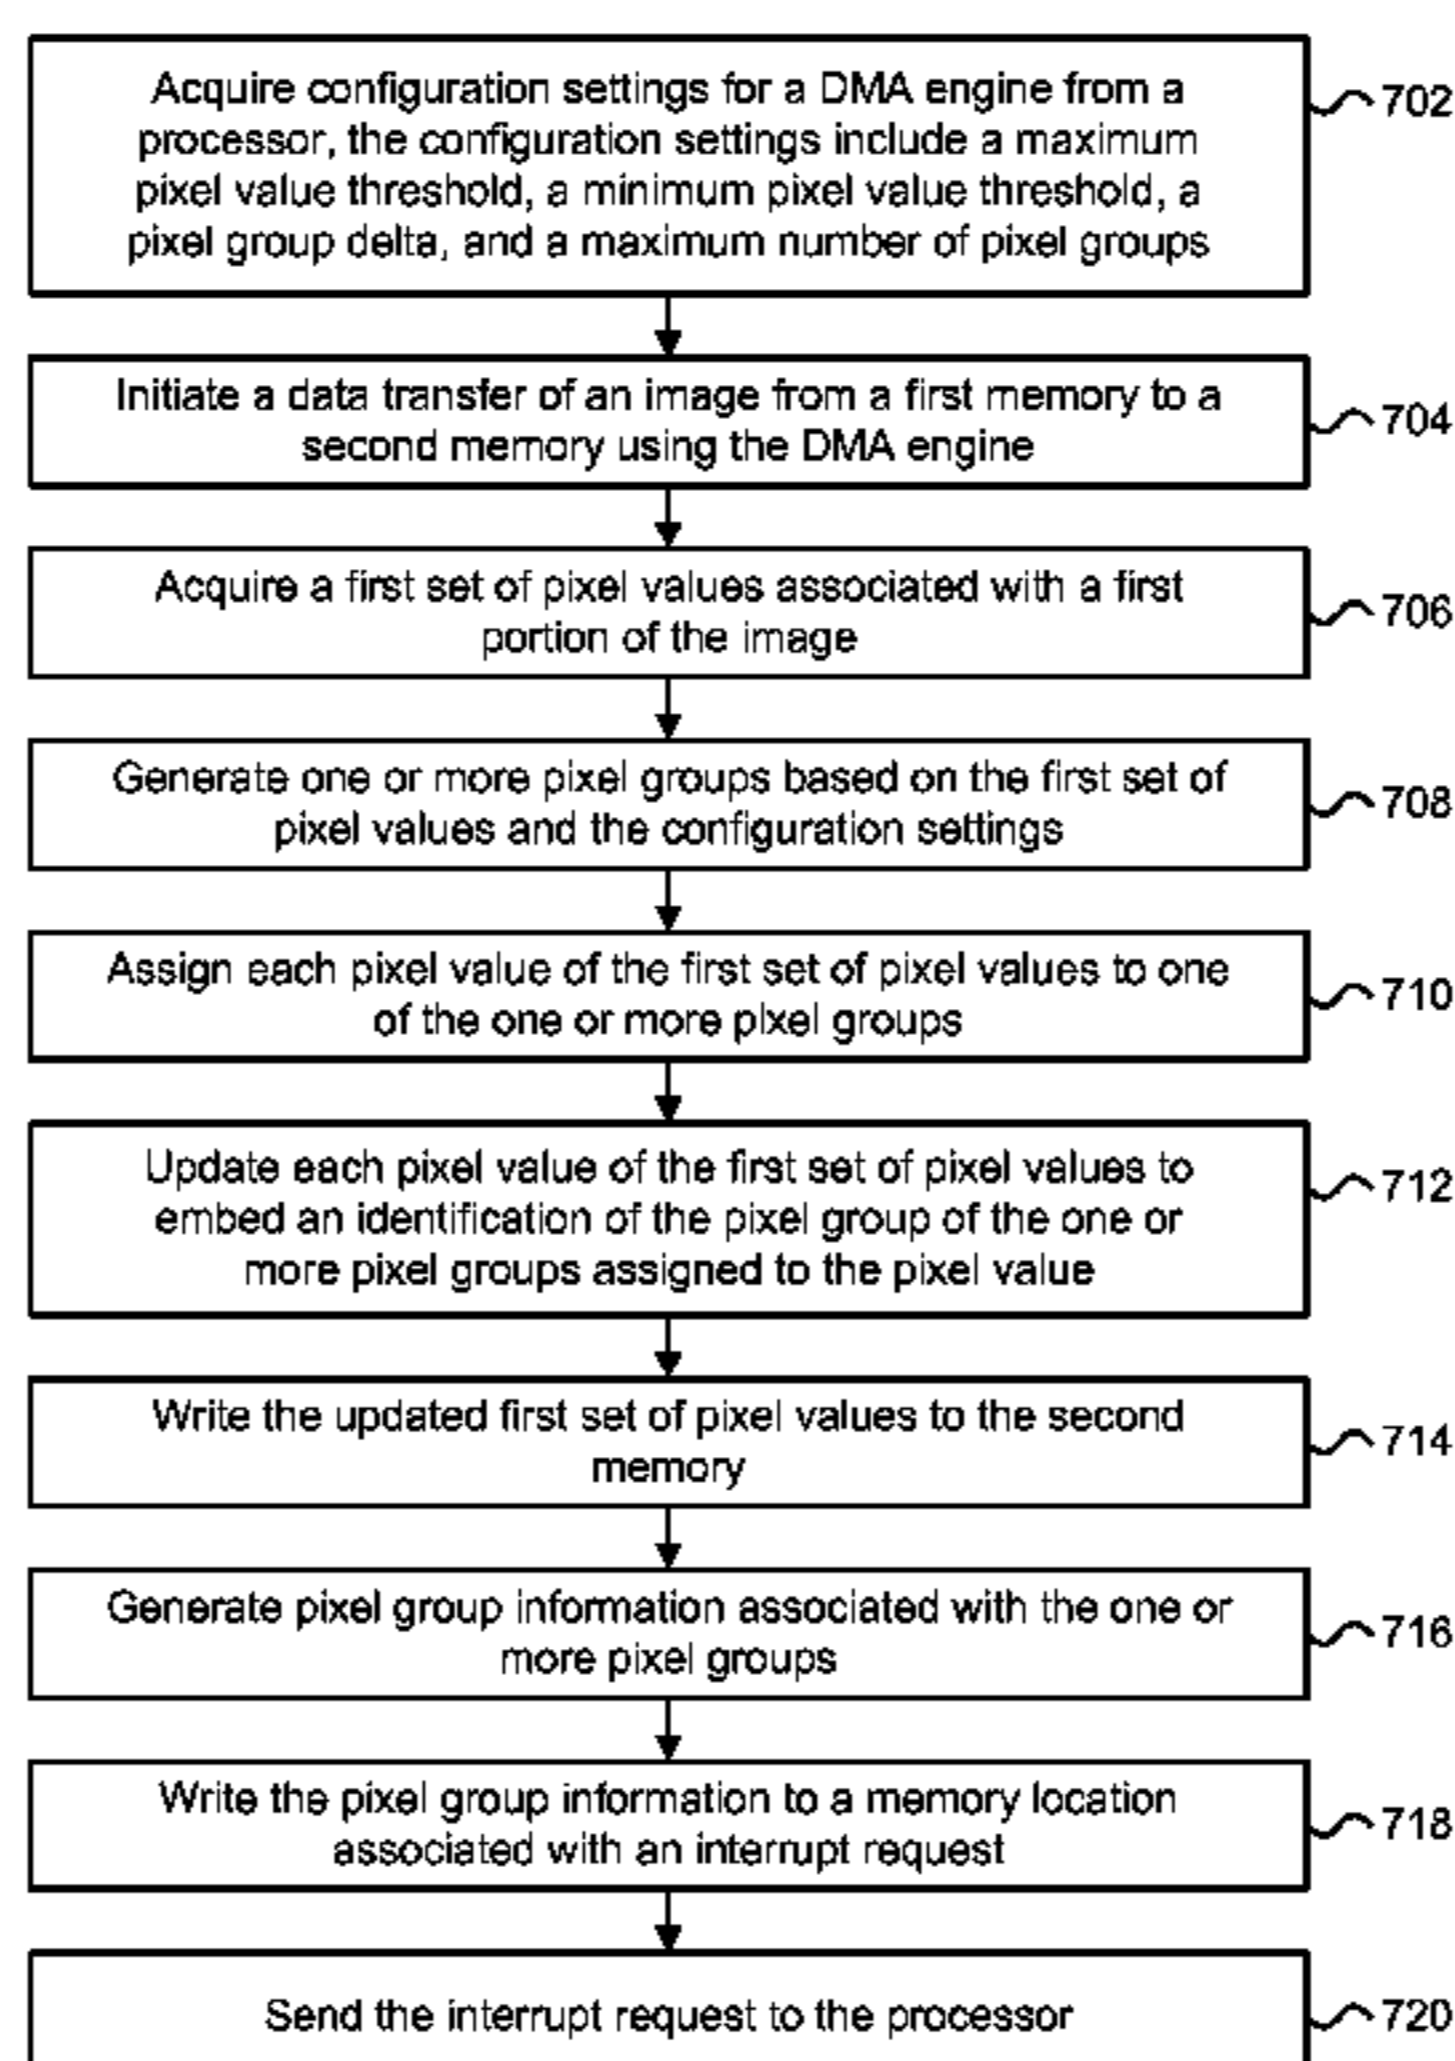 Acquire configuration settings for a DMA engine from a
processor, the configuration settings include a maximum
pixel value threshold, a minimum pixel value threshold, a
pixel group delta, and a maximum number of pixel groups
702
Initiate a data transfer of an image from a first memory to a
second memory using the DMA engine
704
Acquire a first set of pixel values associated with a first
portion of the image
706
Generate one or more pixel groups based on the first set of
pixel values and the configuration settings
708
Assign each pixel value of the first set of pixel values to one
of the one or more pixel groups
710
Update each pixel value of the first set of pixel values to
embed an identification of the pixel group of the one or
more pixel groups assigned to the pixel value
712
Write the updated first set of pixel values to the second
memory
714
Generate pixel group information associated with the one or
more pixel groups
716
Write the pixel group information to a memory location
associated with an interrupt request
718
Send the interrupt request to the processor
720